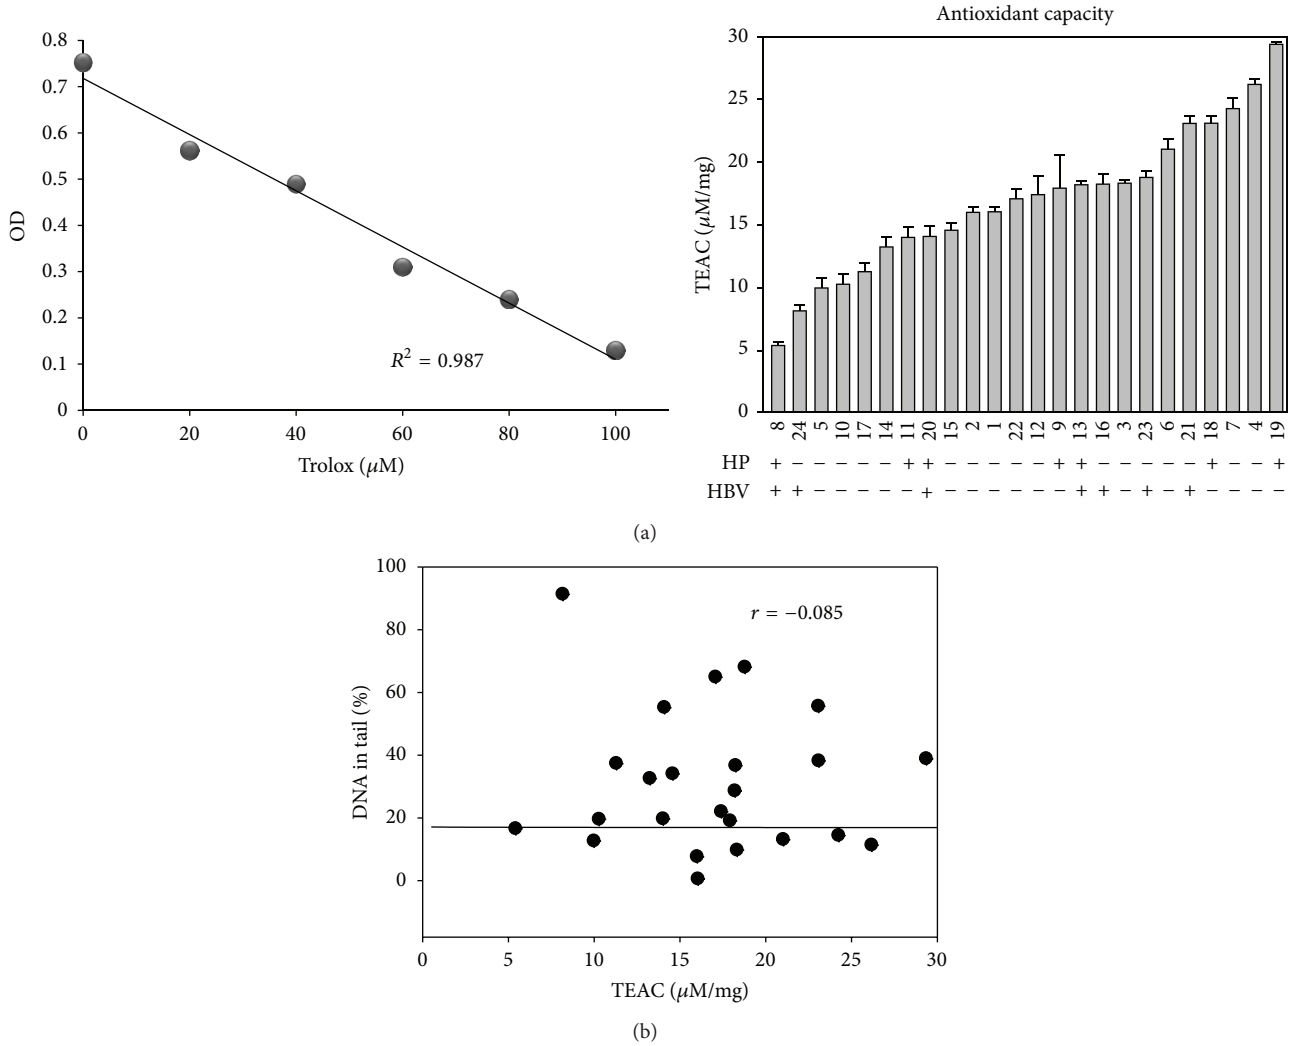 Antioxidant capacity
0.8
0.7
0.6
0.5
0.4
0.3
0.2
0.1
0
OD
0 20 40 60 80 100
Trolox (μM)
R² = 0.987
30
25
20
15
10
5
0
TEAC (μM/mg)
8 24 5 10 17 14 11 20 15 2 1 22 12 9 13 16 3 23 6 21 18 7 4 19
HP + − − − − − + + − − − − − + + − − − − − + − − +
HBV + + − − − − − + − − − − − − + + − + − + − − − −
(a)
100
80
60
40
20
0
DNA in tail (%)
r = −0.085
0 5 10 15 20 25 30
TEAC (μM/mg)
(b)